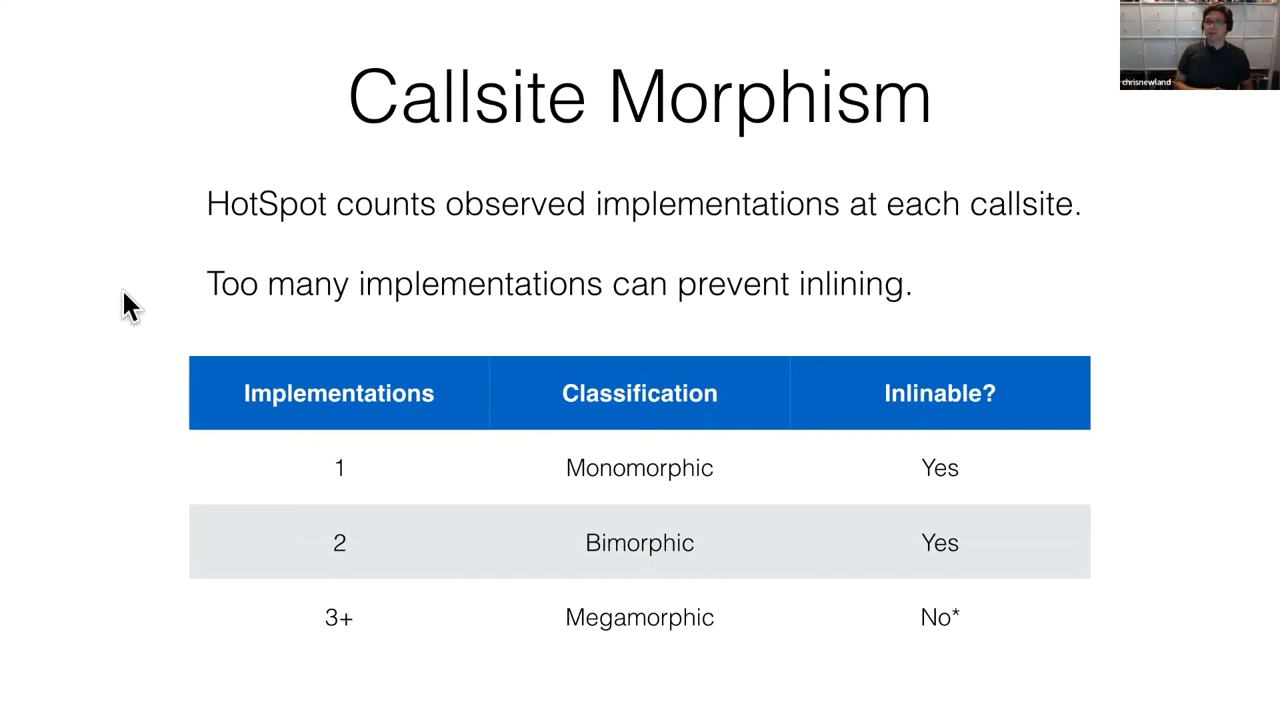 Callsite Morphism
chrisnewland
HotSpot counts observed implementations at each callsite.
Too many implementations can prevent inlining.
Implementations Classification Inlinable?
1 Monomorphic Yes
2 Bimorphic Yes
3+ Megamorphic No*